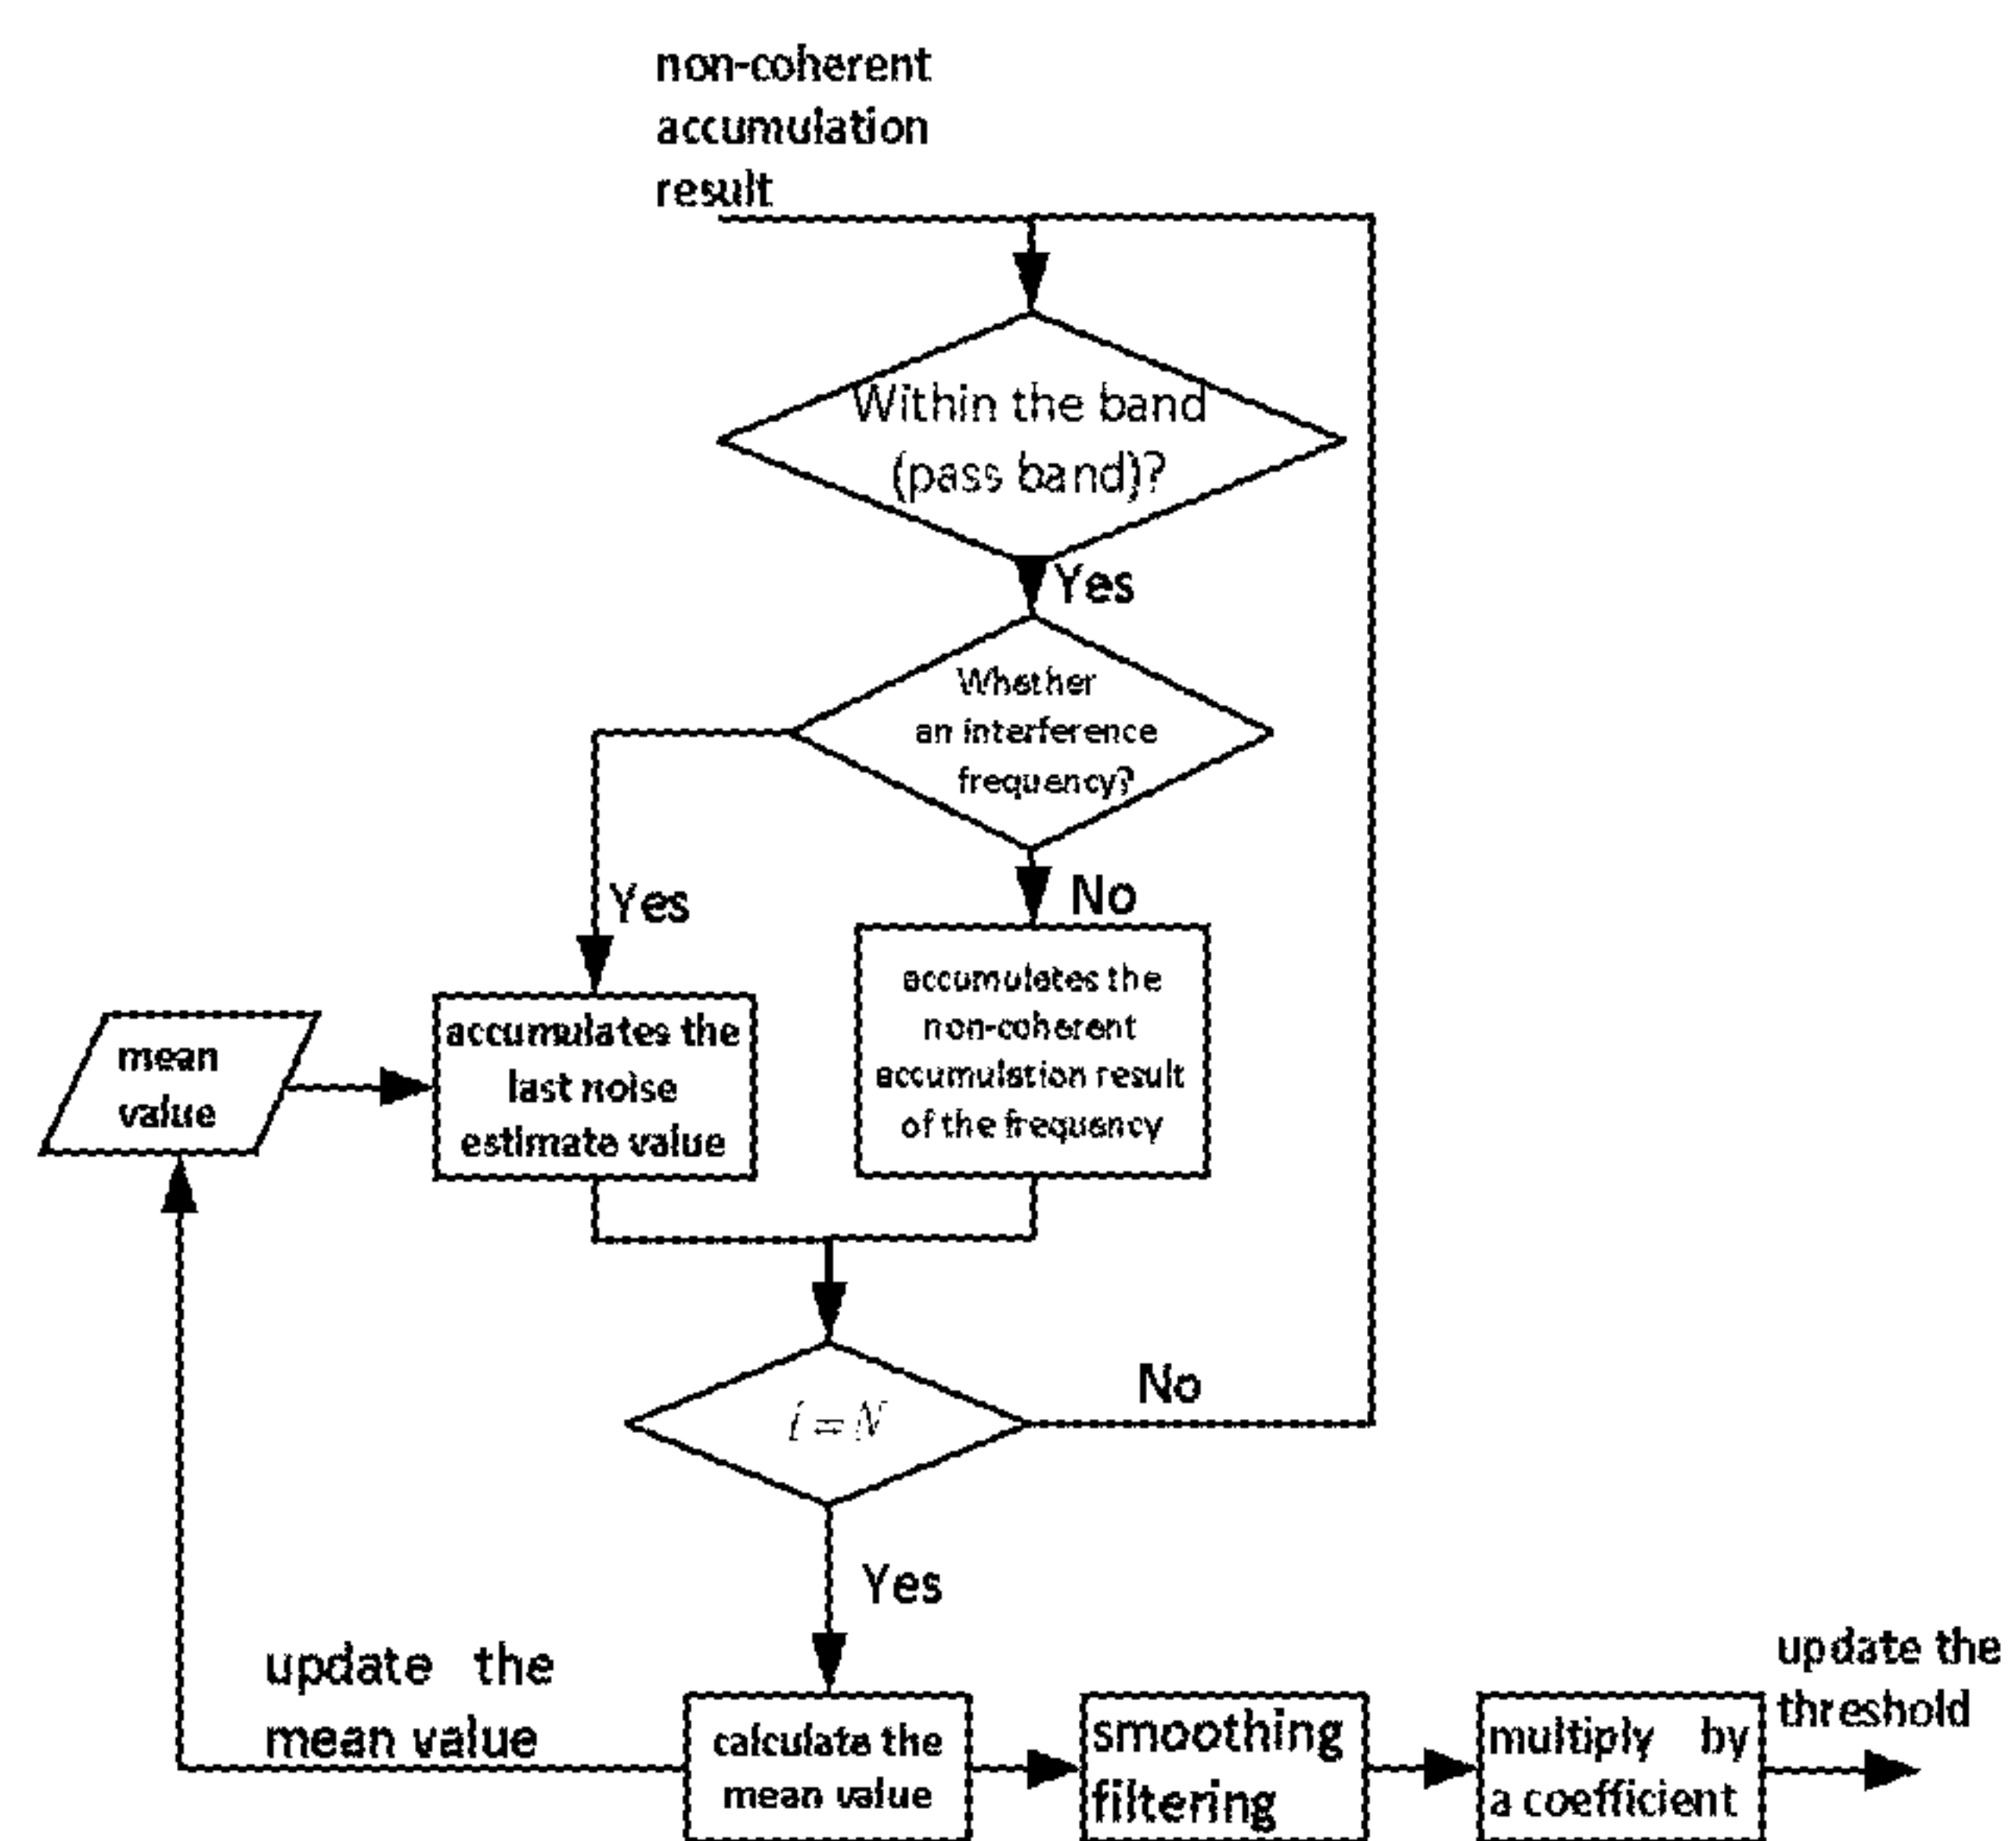 non-coherent
accumulation
result
Within the band
(pass band)?
Yes
Whether
an interference
frequency?
Yes
No
accumulates the
non-coherent
accumulation result
of the frequency
mean
value
accumulates the
last noise
estimate value
i = N
No
Yes
update the
mean value
calculate the
mean value
smoothing
filtering
multiply by
a coefficient
update the
threshold